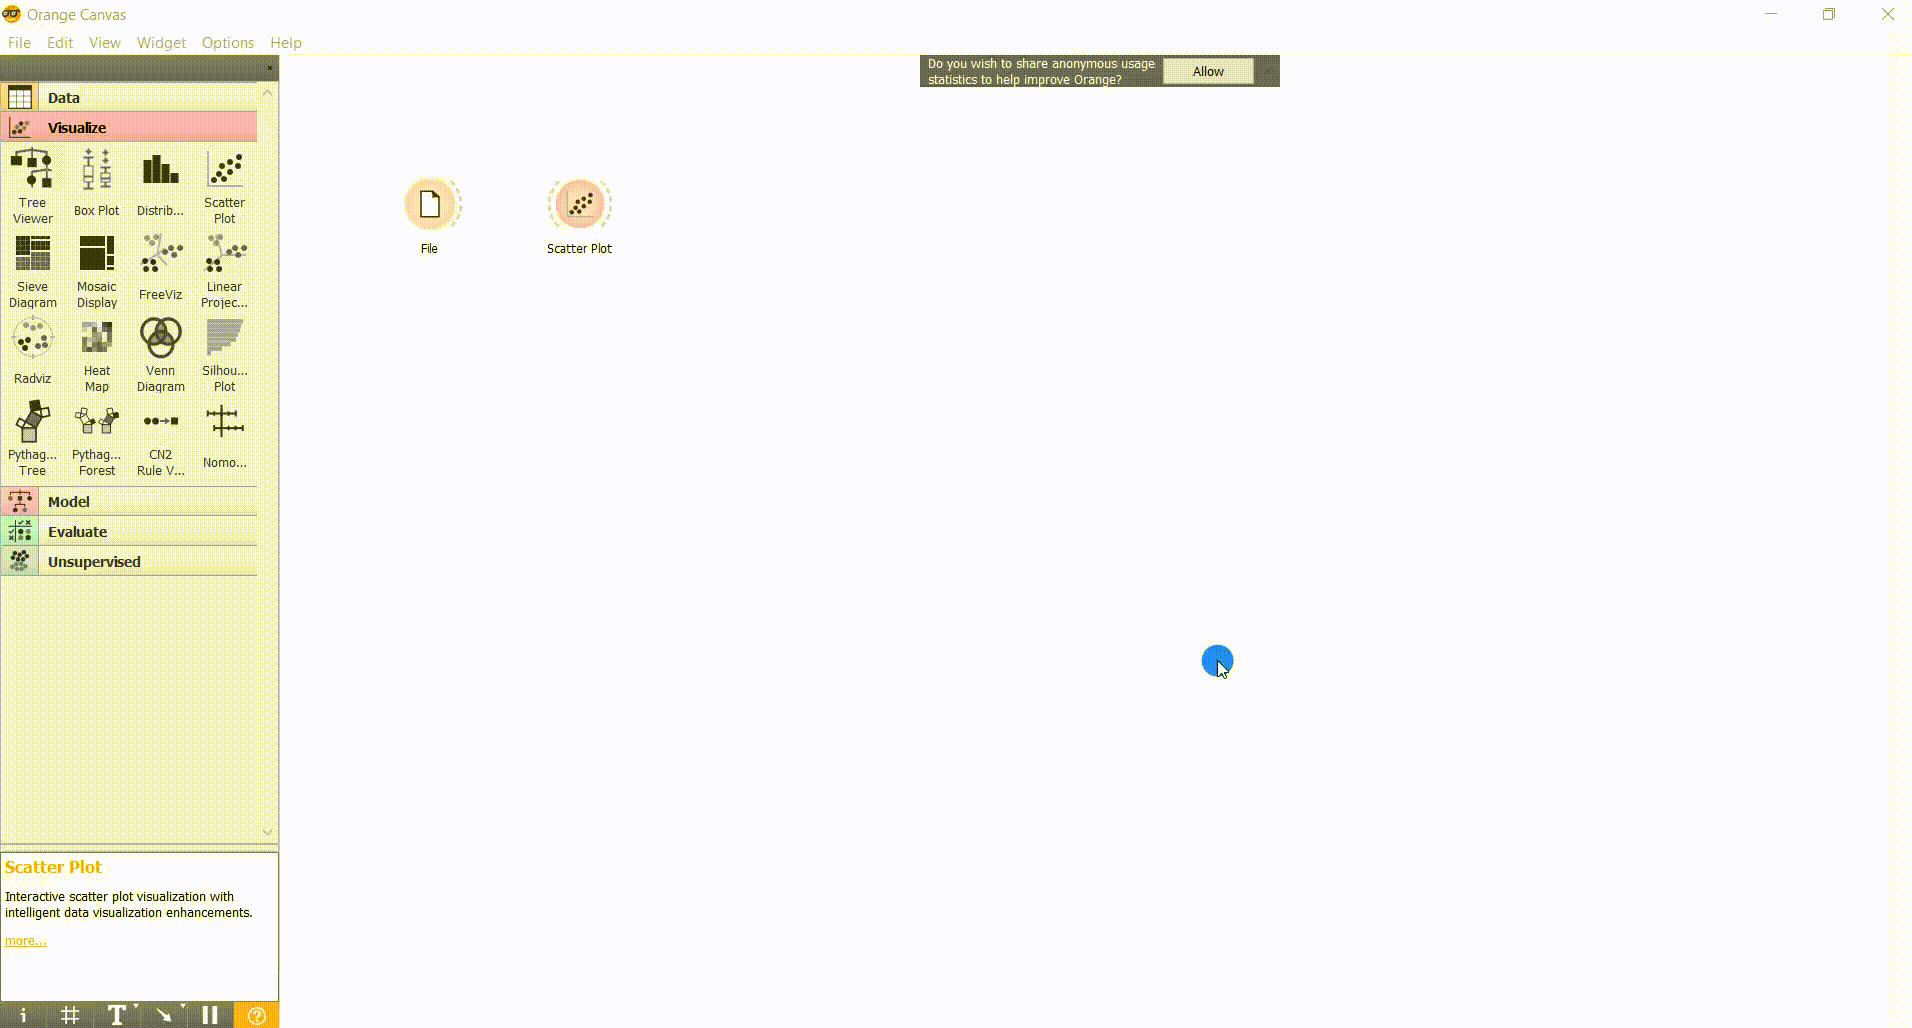 Orange Canvas
File Edit View Widget Options Help
Do you wish to share anonymous usage
statistics to help improve Orange?
Allow
Data
Visualize
Tree
Viewer
Box Plot
Distrib...
Scatter
Plot
Sieve
Diagram
Mosaic
Display
FreeViz
Linear
Projec...
Radviz
Heat
Map
Venn
Diagram
Silhou...
Plot
Pythag...
Tree
Pythag...
Forest
CN2
Rule V...
Nomo...
Model
Evaluate
Unsupervised
File
Scatter Plot
Scatter Plot
Interactive scatter plot visualization with
intelligent data visualization enhancements.
more...
i # T ?